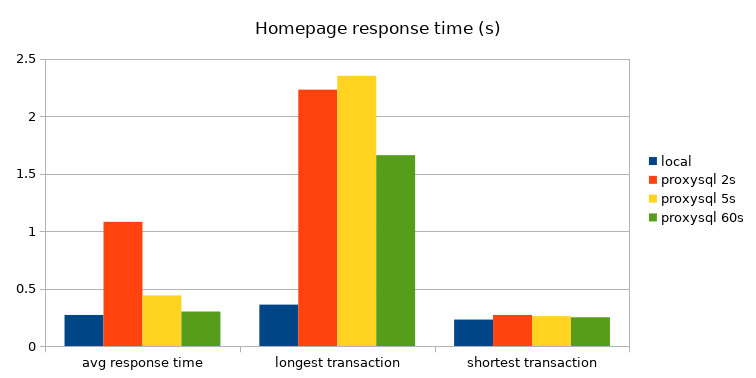 Homepage response time (s)
2.5
2
1.5
1
0.5
0
avg response time
longest transaction
shortest transaction
local
proxysql 2s
proxysql 5s
proxysql 60s